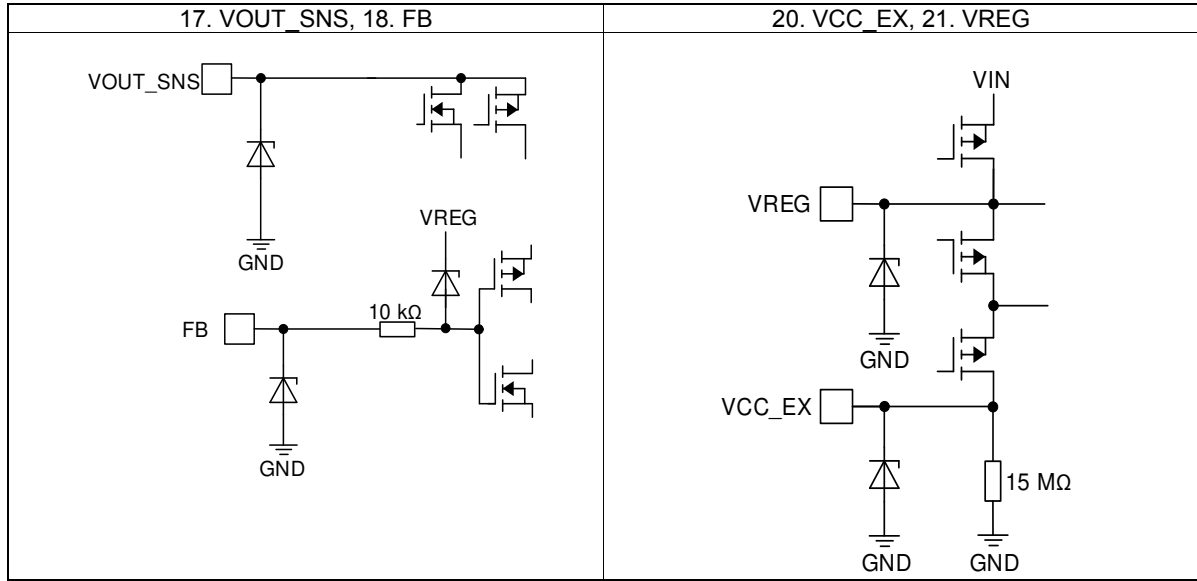 17. VOUT_SNS, 18. FB
20. VCC_EX, 21. VREG
VOUT_SNS
GND
VREG
10 kΩ
FB
GND
VIN
VREG
GND
VCC_EX
15 MΩ
GND
GND